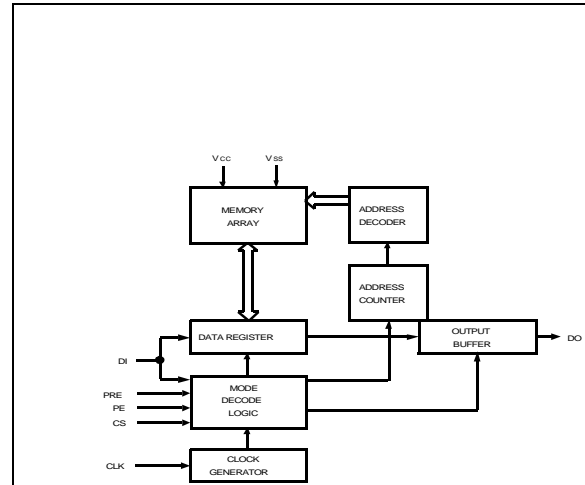 VCC VSS
MEMORY
ARRAY
ADDRESS
DECODER
ADDRESS
COUNTER
DATA REGISTER
OUTPUT
BUFFER
DO
DI
MODE
DECODE
LOGIC
PRE
PE
CS
CLK
CLOCK
GENERATOR